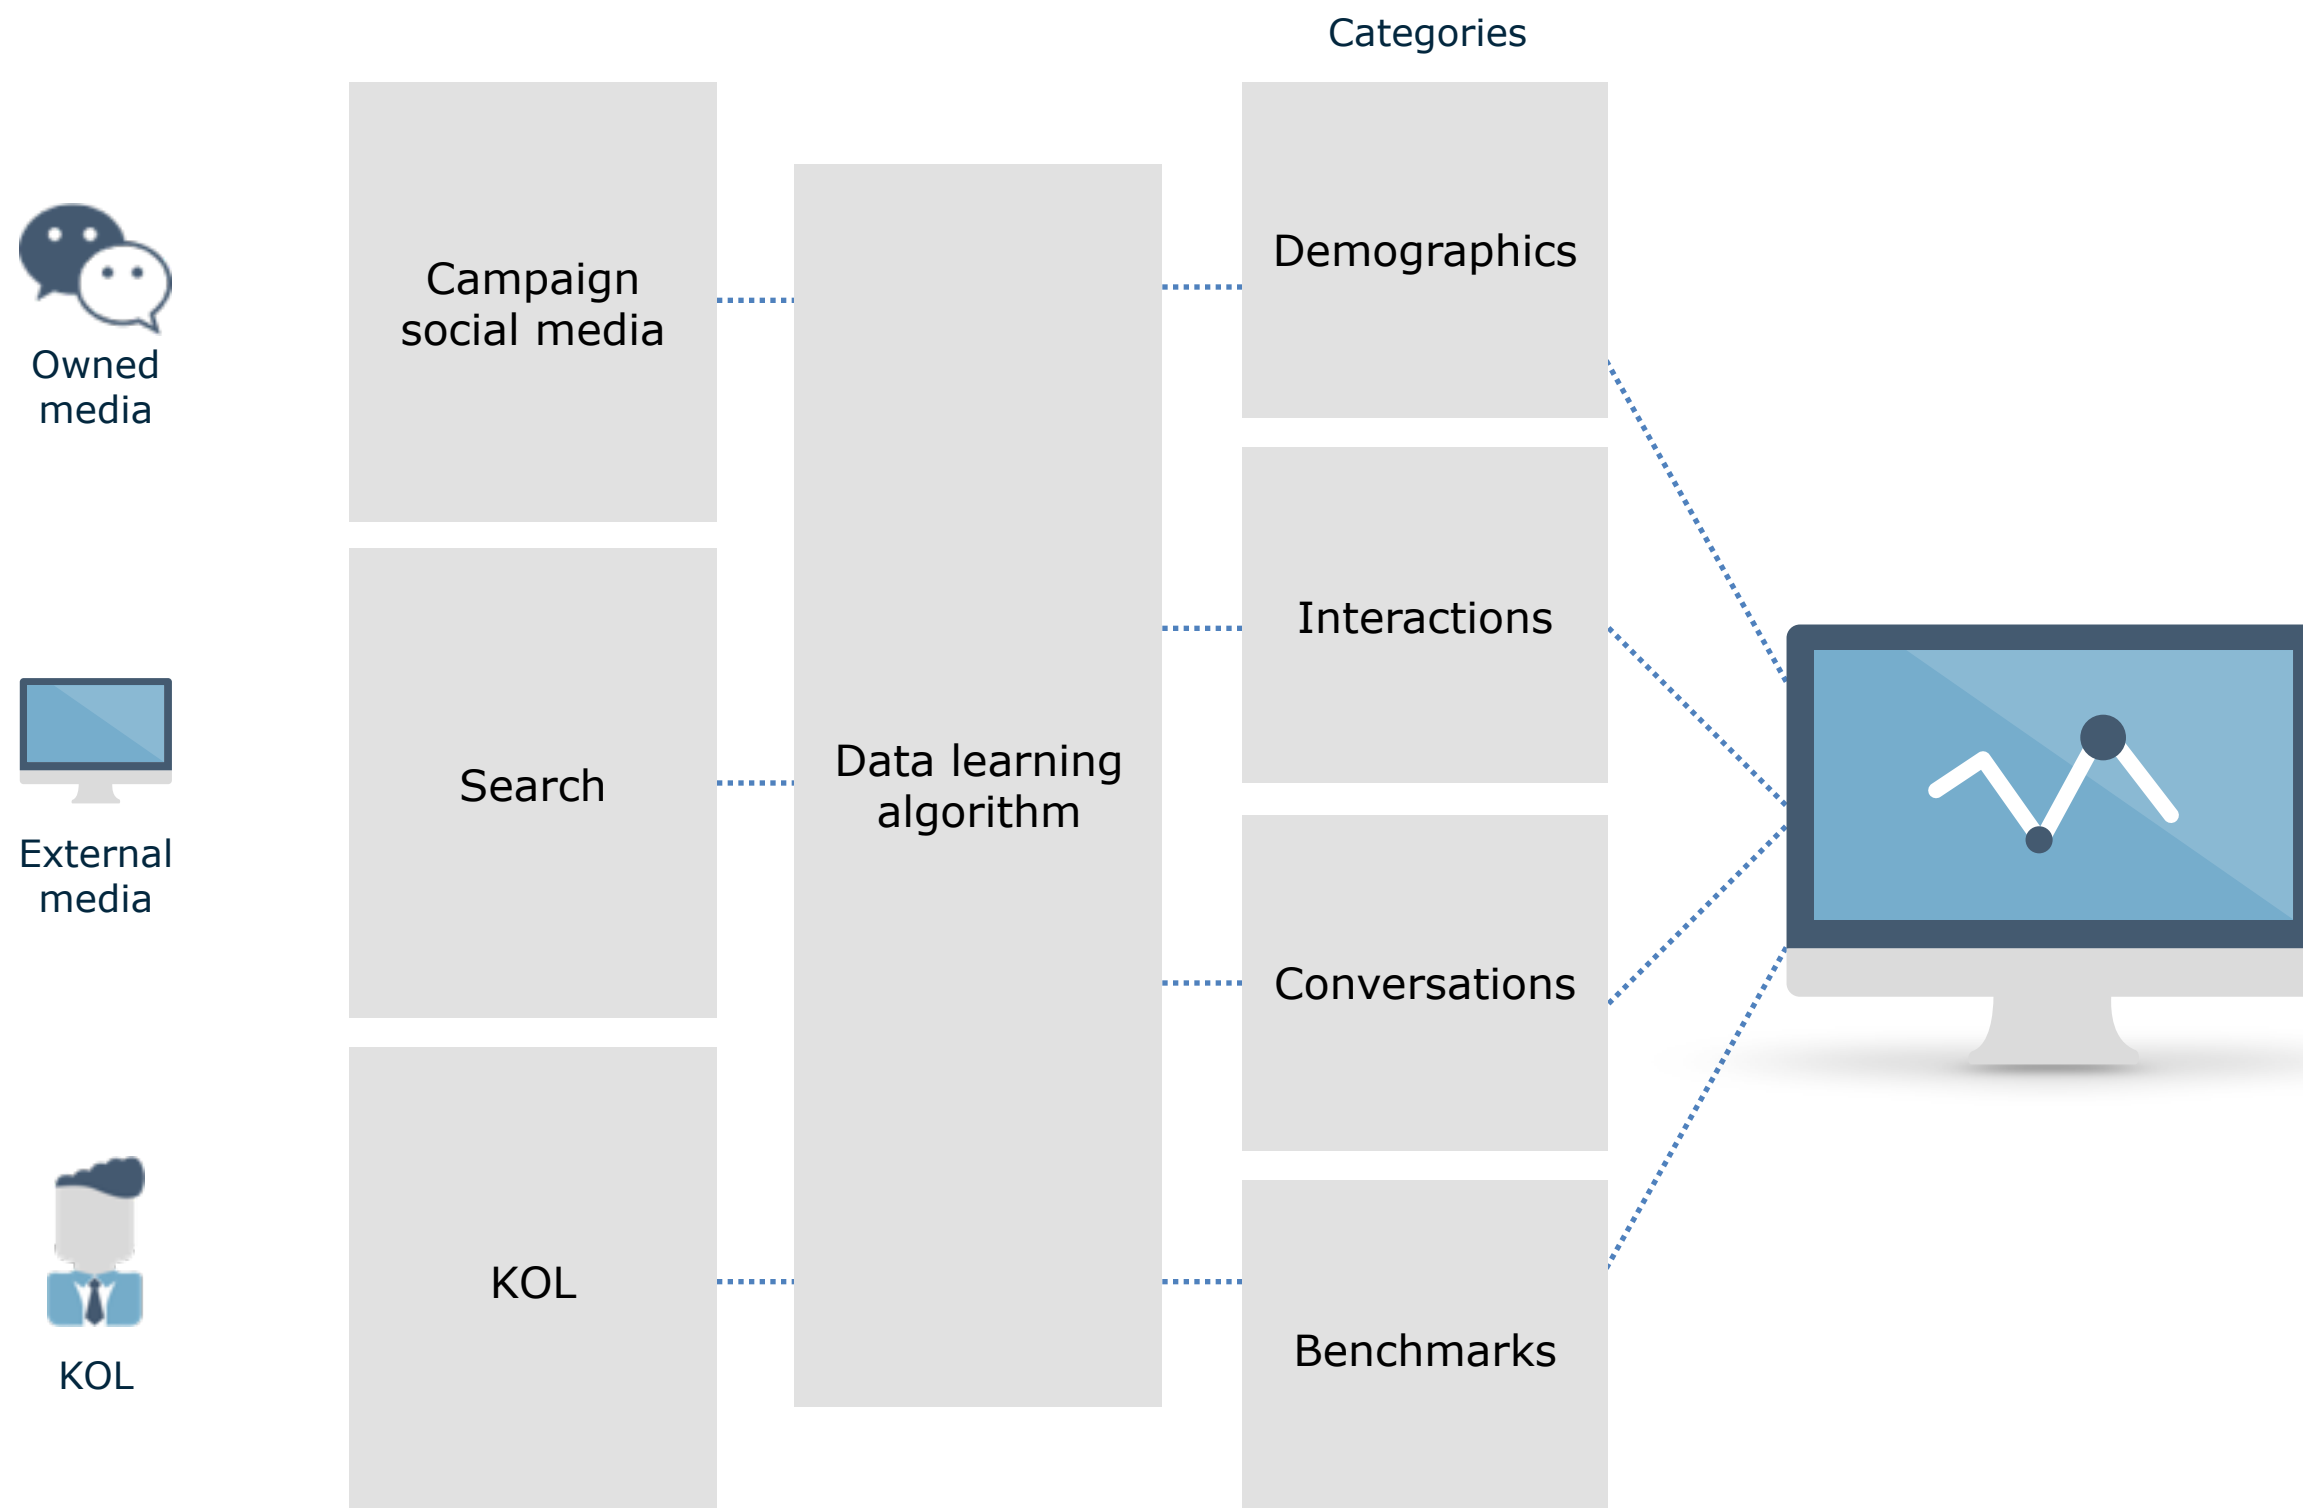 Categories
Owned
media
External
media
KOL
Campaign
social media
Search
KOL
Data learning
algorithm
Demographics
Interactions
Conversations
Benchmarks